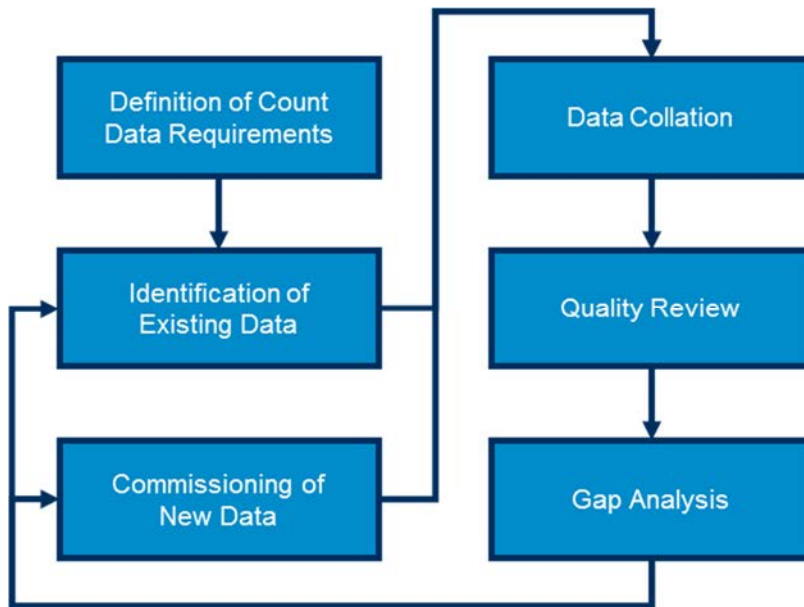 Definition of Count
Data Requirements
Identification of
Existing Data
Commissioning of
New Data
Data Collation
Quality Review
Gap Analysis